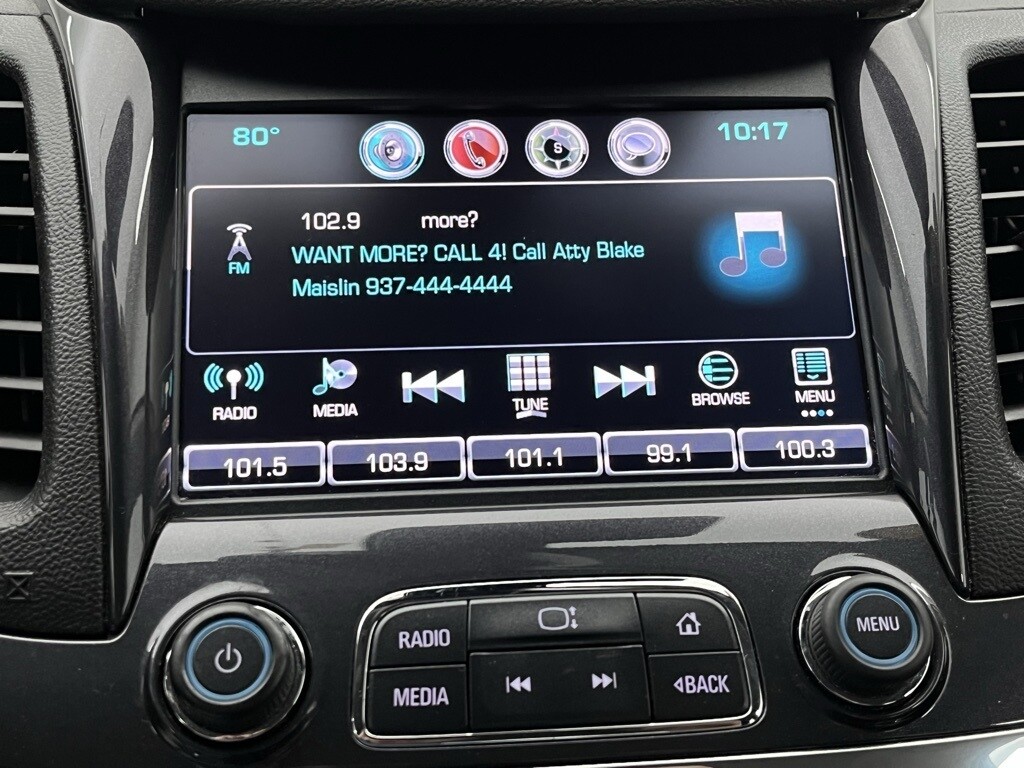 80° S 10:17
102.9 more?
WANT MORE? CALL 4! Call Atty Blake
Maislin 937-444-4444
FM
RADIO MEDIA TUNE BROWSE MENU
101.5 103.9 101.1 99.1 100.3
RADIO MENU
MEDIA BACK